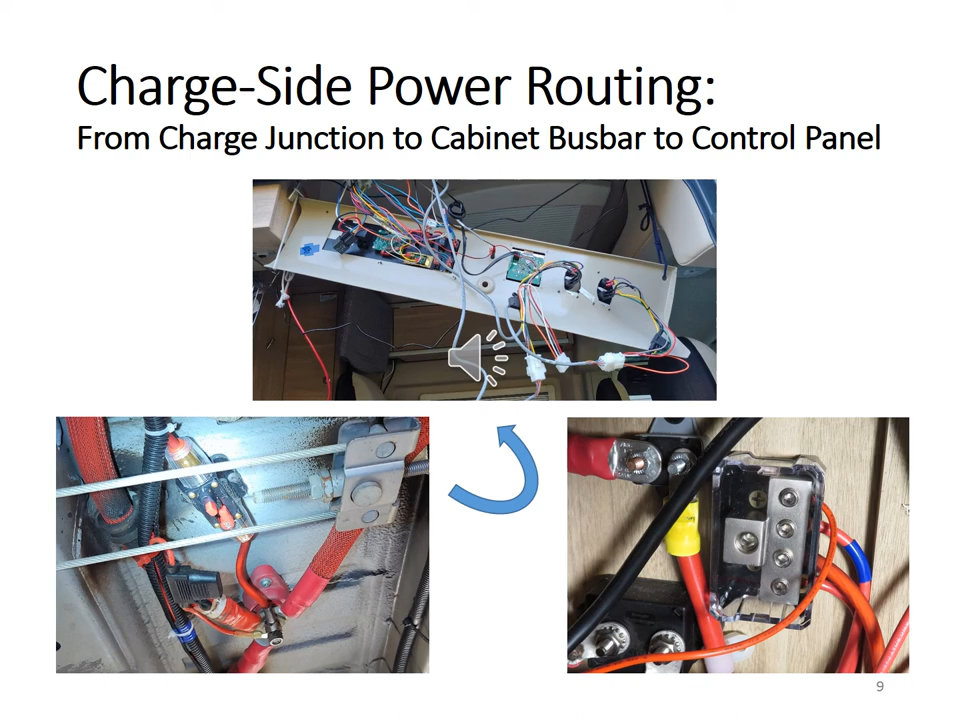 Charge-Side Power Routing:
From Charge Junction to Cabinet Busbar to Control Panel
9